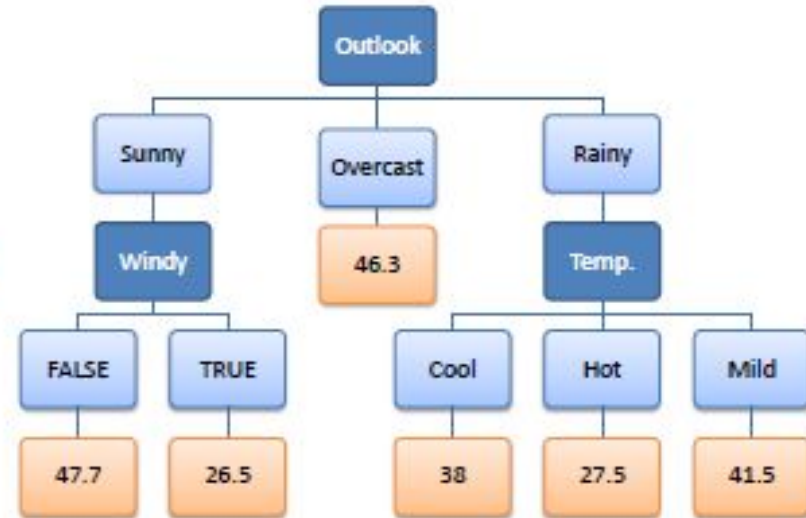 Outlook
Sunny
Overcast
Rainy
Windy
46.3
Temp.
FALSE
TRUE
Cool
Hot
Mild
47.7
26.5
38
27.5
41.5